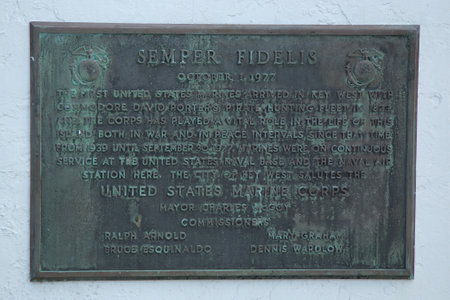 SEMPER FIDELIS
OCTOBER 1, 1977
THE FIRST UNITED STATES MARINES ARRIVED IN KEY WEST WITH
COMMODORE DAVID PORTER'S PIRATE HUNTING FLEET IN
THE CORPS HAS PLAYED A VITAL ROLE IN THE LIFE OF THIS
ISLAND BOTH IN WAR AND IN PEACE INTERVALS SINCE THAT TIME.
FROM 1939 UNTIL SEPTEMBER 30, 1977 MARINES WERE ON CONTINUOUS
SERVICE AT THE UNITED STATES NAVAL BASE AND THE NAVAL AIR
STATION HERE. THE CITY OF KEY WEST SALUTES THE
UNITED STATES MARINE CORPS
MAYOR CHARLES
COMMISSIONERS
RALPH ARNOLD MARY GRAHAM
BRUCE ESQUINALDO DENNIS WARDLOW